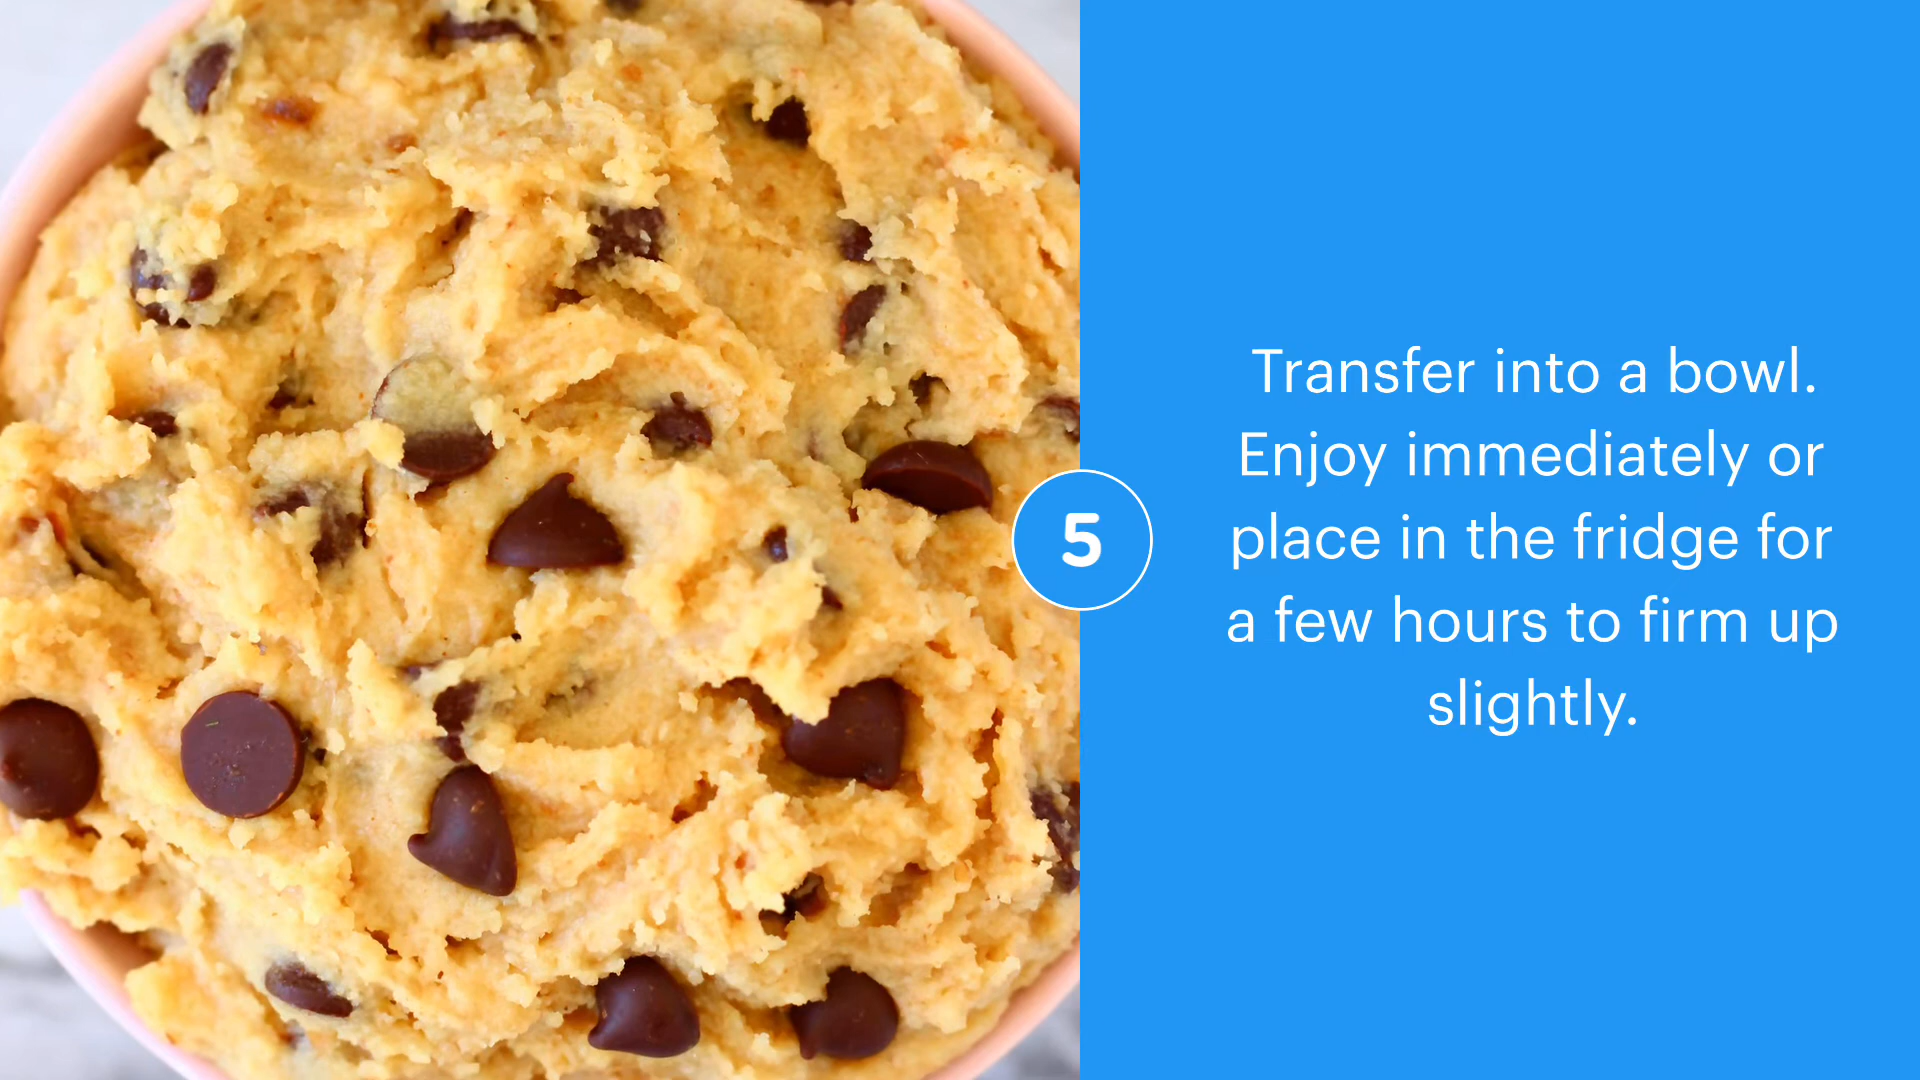 5
Transfer into a bowl.
Enjoy immediately or
place in the fridge for
a few hours to firm up
slightly.